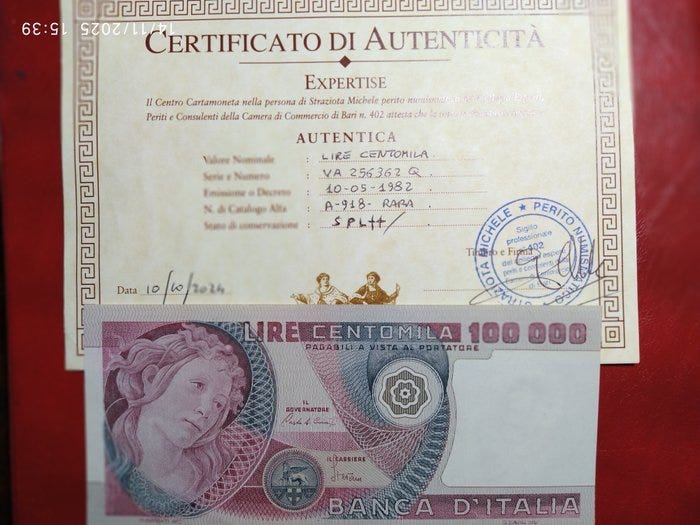 14/11/2025 15:39
CERTIFICATO DI AUTENTICITÀ
EXPERTISE
Il Centro Cartamoneta nella persona di Straziota Michele perito
Periti e Consulenti della Camera di Commercio di Bari n. 402 attesta che la
AUTENTICA
Valore Nominale : LIRE CENTOMILA
Serie e Numero : VA 256362 Q
Emissione o Decreto : 10-05-1982
N. di Catalogo Alfa : A-918- RARA
Stato di conservazione : SPL++/
Timbro e Firma
STRAZIOTA MICHELE ★ PERITO NUMISMATICO
Sigillo
professionale
402
periti e consulenti
Data 10/10/2024
LIRE CENTOMILA 100 000
PAGABILI A VISTA AL PORTATORE
IL
GOVERNATORE
IL CASSIERE
BANCA D'ITALIA